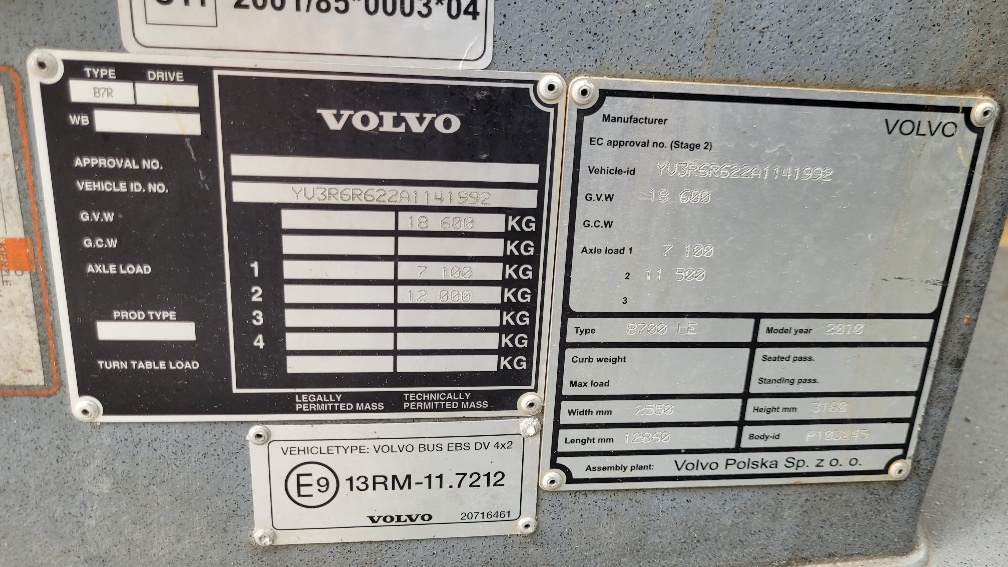 2001/85*0003*04
TYPE DRIVE
B7R
WB
VOLVO
APPROVAL NO.
VEHICLE ID. NO. YV3R6R622A1141992
G.V.W 18 600 KG
G.C.W KG
AXLE LOAD 1 7 100 KG
2 12 000 KG
3 KG
PROD TYPE
4 KG
TURN TABLE LOAD KG
LEGALLY PERMITTED MASS
TECHNICALLY PERMITTED MASS
Manufacturer VOLVO
EC approval no. (Stage 2)
Vehicle-id YV3R6R622A1141992
G.V.W 18 600
G.C.W
Axle load 1 7 100
2 11 500
3
Type 8700 LE Model year 2010
Curb weight Seated pass.
Max load Standing pass.
Width mm 2550 Height mm 3160
Lenght mm 12840 Body-id
Assembly plant: Volvo Polska Sp. z o. o.
VEHICLETYPE: VOLVO BUS EBS DV 4x2
E9 13RM-11.7212
VOLVO 20716461